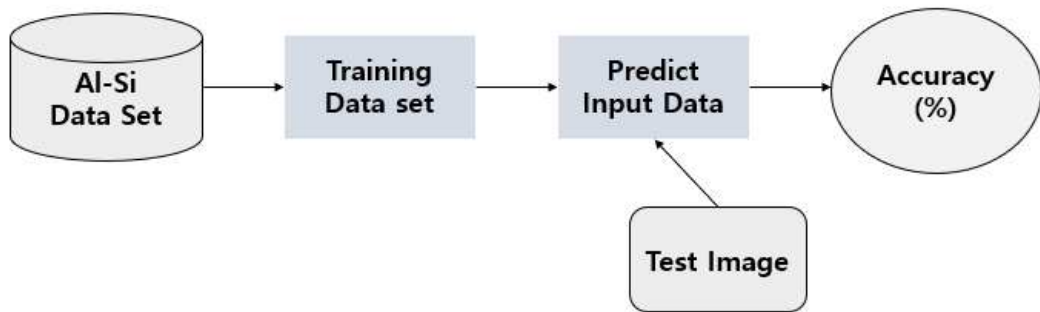 Al-Si
Data Set
Training
Data set
Predict
Input Data
Accuracy
(%)
Test Image